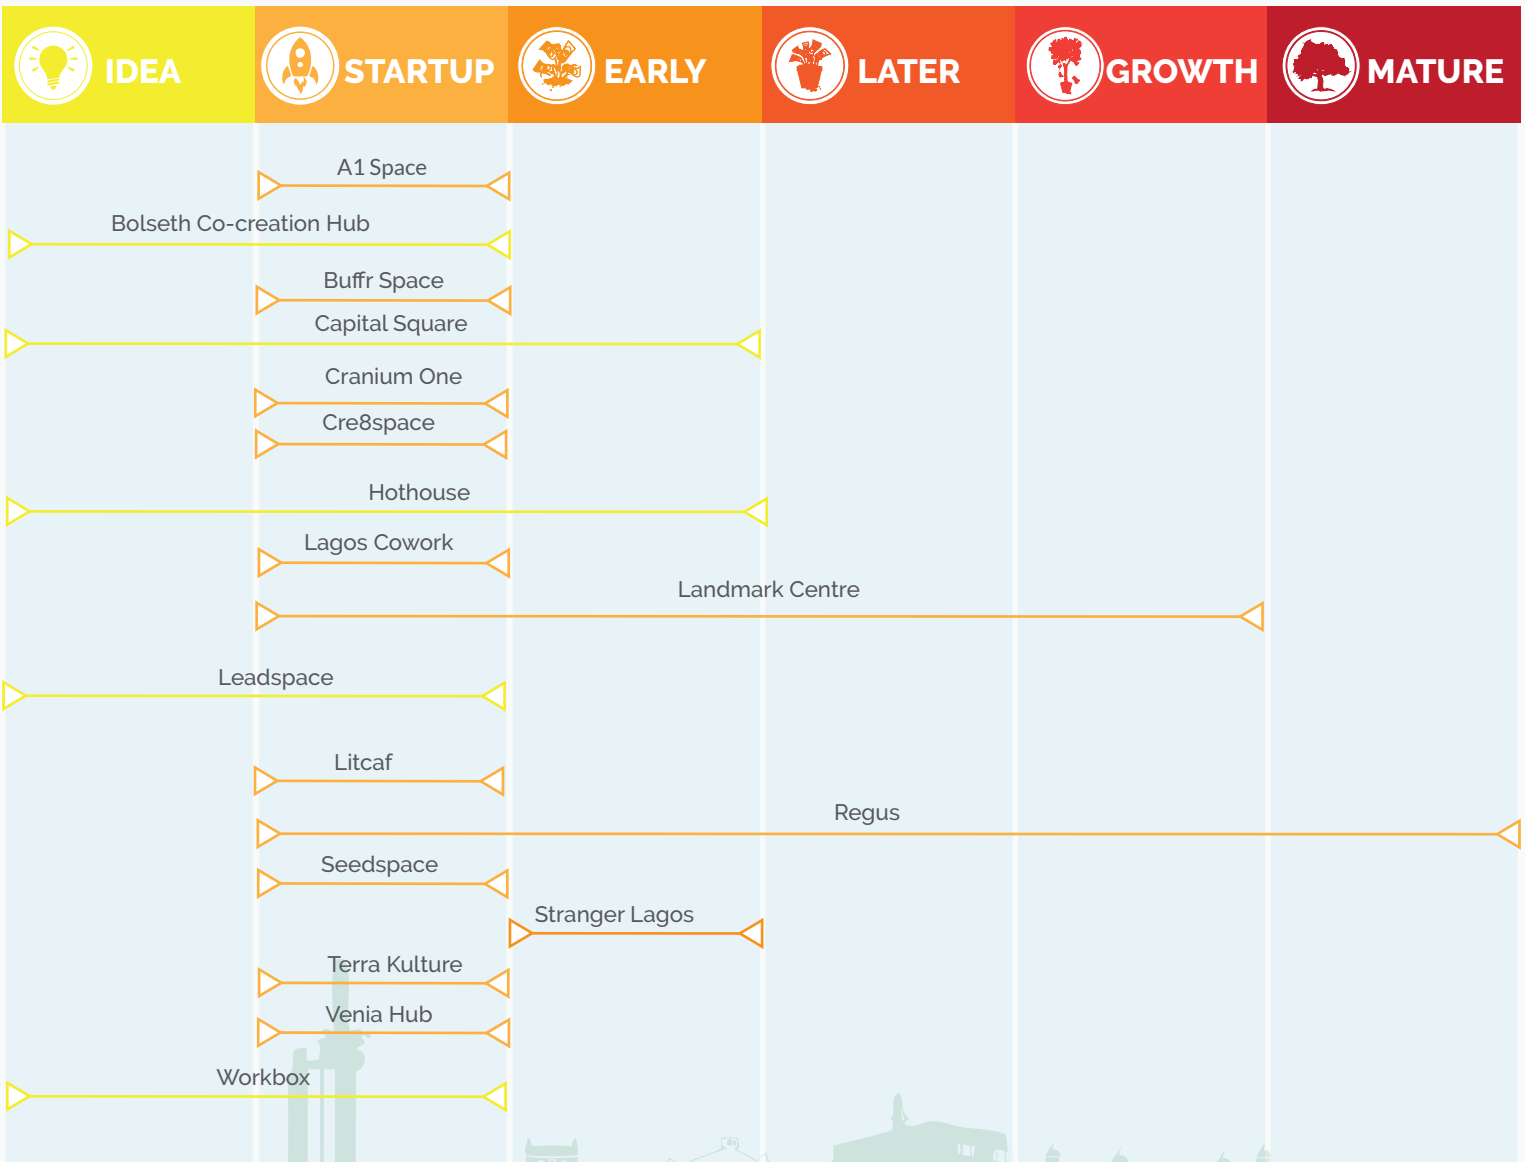 IDEA STARTUP EARLY LATER GROWTH MATURE
A1 Space
Bolseth Co-creation Hub
Buffr Space
Capital Square
Cranium One
Cre8space
Hothouse
Lagos Cowork
Landmark Centre
Leadspace
Litcaf
Regus
Seedspace
Stranger Lagos
Terra Kulture
Venia Hub
Workbox